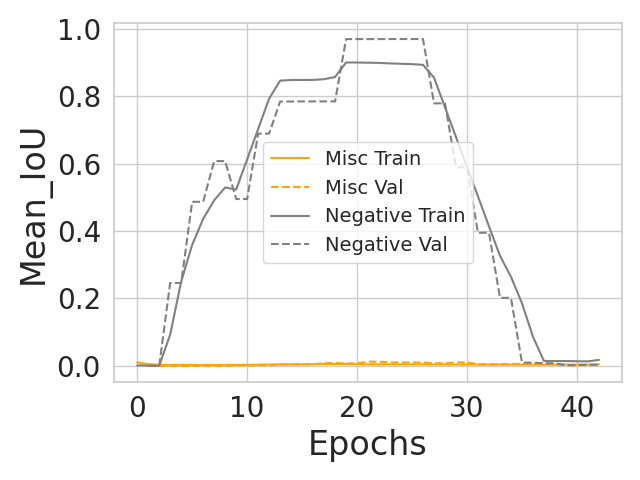 Mean_IoU
1.0
0.8
0.6
0.4
0.2
0.0
Misc Train
Misc Val
Negative Train
Negative Val
0 10 20 30 40
Epochs